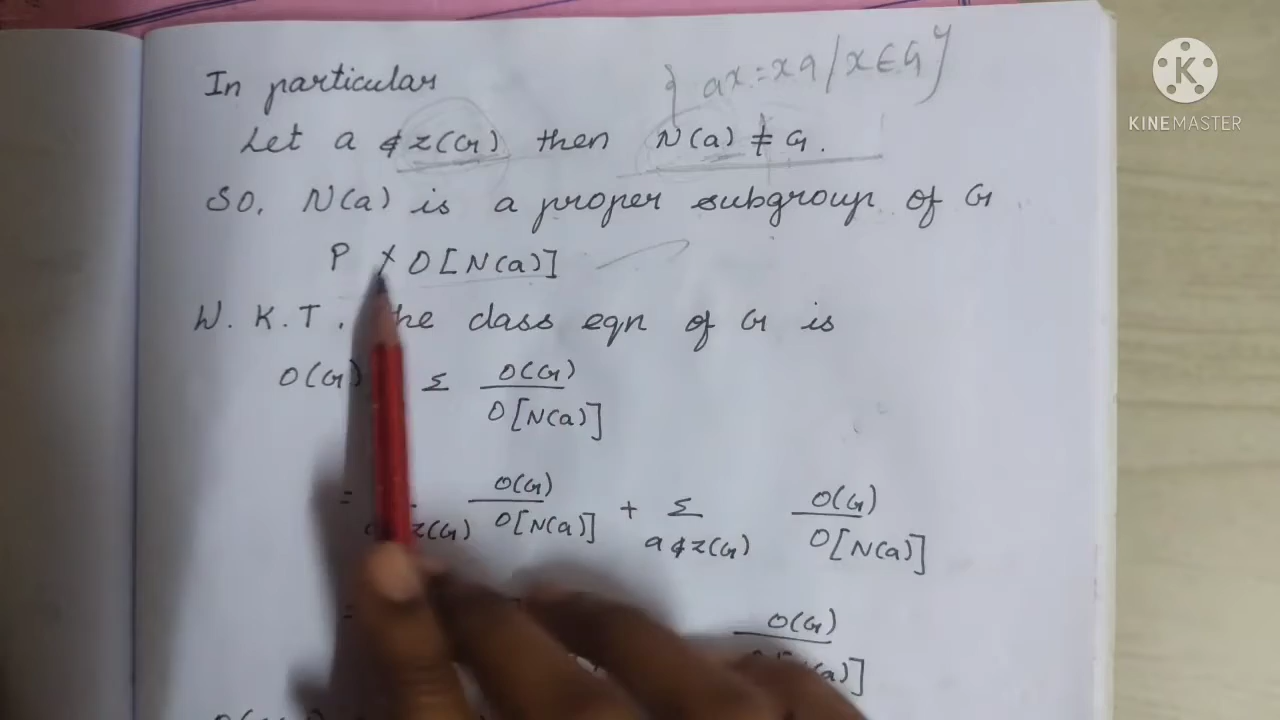 {ax = xa / x ∈ G}
In particular
Let a ∉ Z(G) then N(a) ≠ G.
SO, N(a) is a proper subgroup of G
P ∤ O[N(a)]
W.K.T. the class eqn of G is
O(G) Σ O(G) / O[N(a)]
= a Z(G) O(G) / O[N(a)] + Σ a ∉ Z(G) O(G) / O[N(a)]
= O(G) / (a)]
K
KINEMASTER